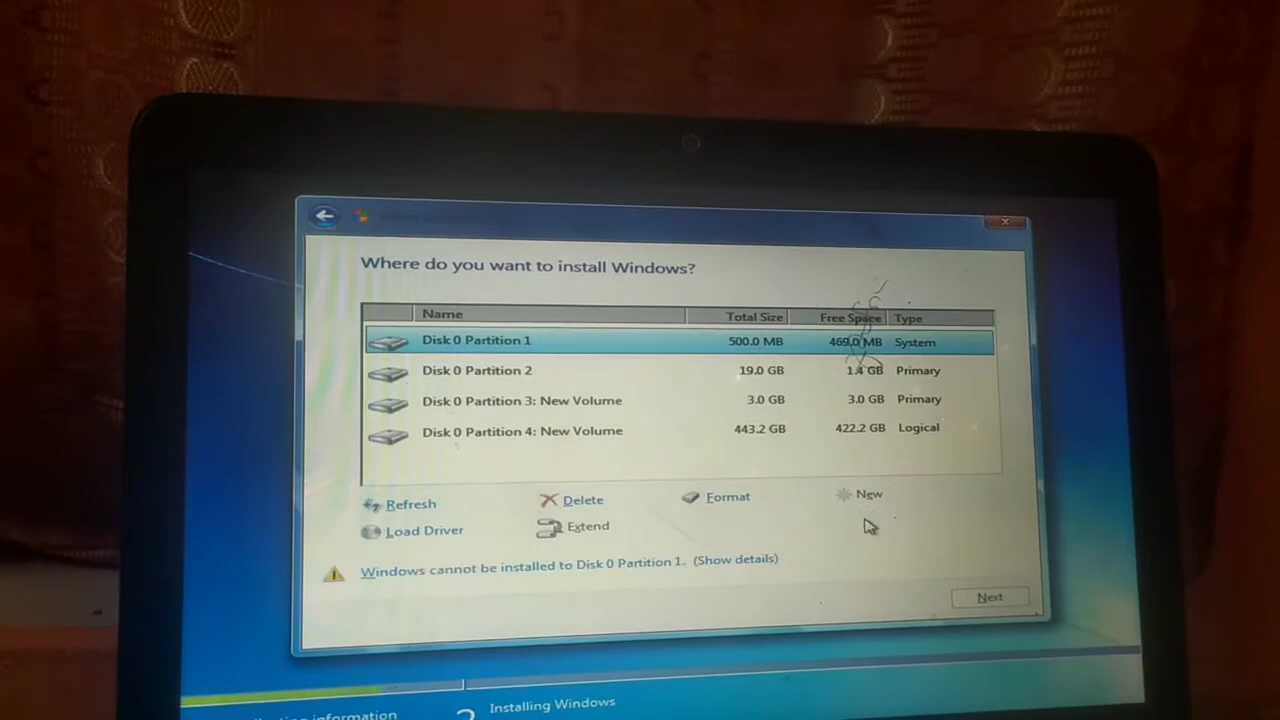 Where do you want to install Windows?
Name Total Size Free Space Type
Disk 0 Partition 1 500.0 MB 469.0 MB System
Disk 0 Partition 2 19.0 GB 1.4 GB Primary
Disk 0 Partition 3: New Volume 3.0 GB 3.0 GB Primary
Disk 0 Partition 4: New Volume 443.2 GB 422.2 GB Logical
Refresh Delete Format New
Load Driver Extend
Windows cannot be installed to Disk 0 Partition 1. (Show details)
Next
information 2 Installing Windows